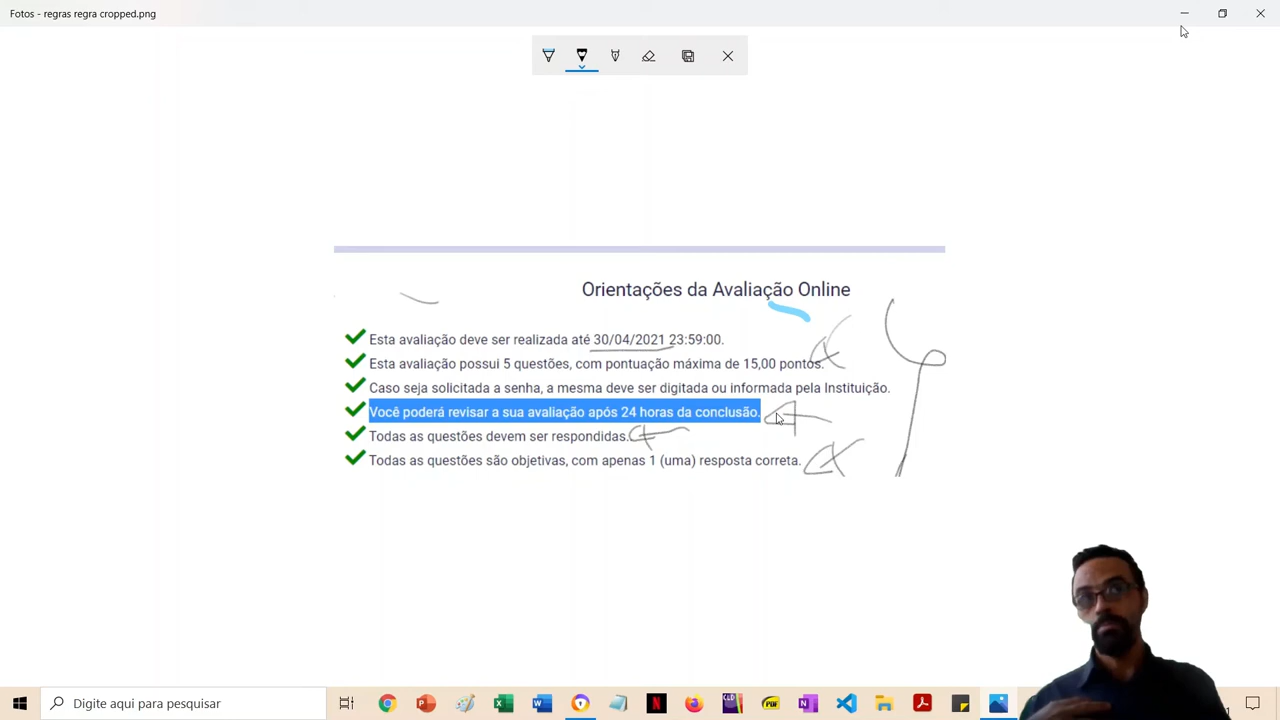 Fotos - regras regra cropped.png
Orientações da Avaliação Online
Esta avaliação deve ser realizada até 30/04/2021 23:59:00.
Esta avaliação possui 5 questões, com pontuação máxima de 15,00 pontos.
Caso seja solicitada a senha, a mesma deve ser digitada ou informada pela Instituição.
Você poderá revisar a sua avaliação após 24 horas da conclusão.
Todas as questões devem ser respondidas.
Todas as questões são objetivas, com apenas 1 (uma) resposta correta.
Digite aqui para pesquisar